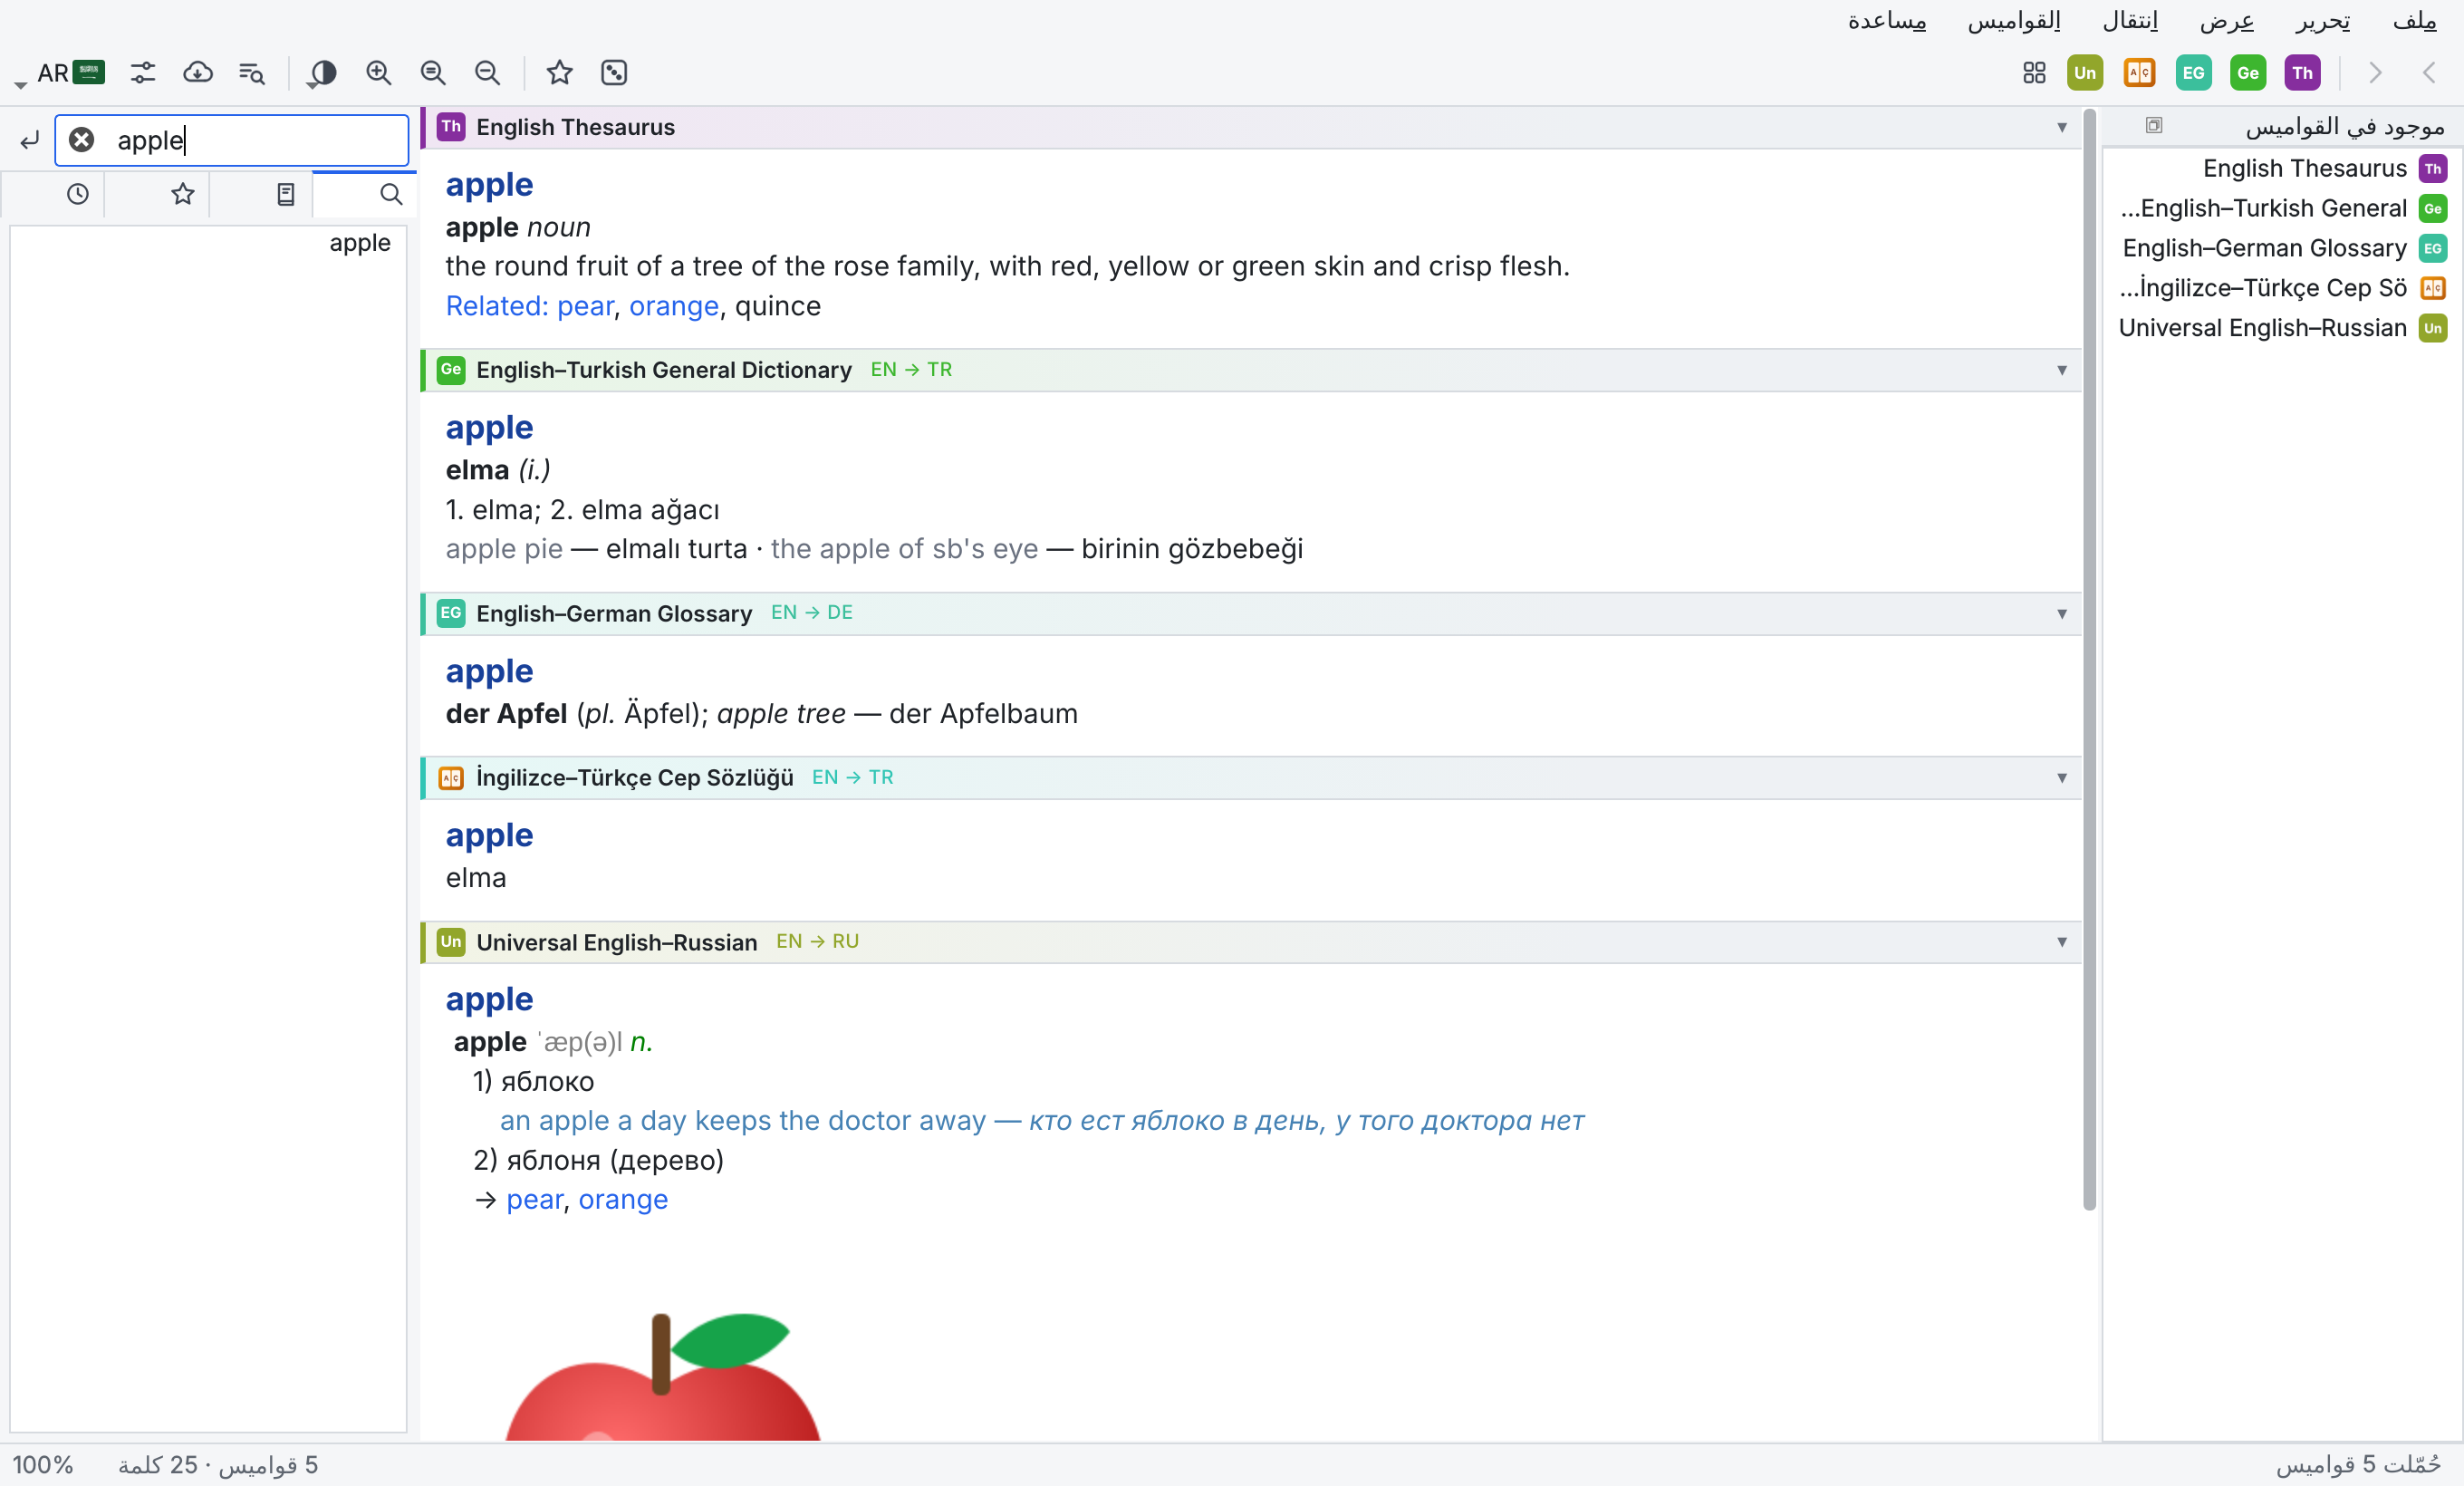 ملف تحرير عرض انتقال القواميس مساعدة
AR Un EG Ge Th
apple
apple
English Thesaurus
apple
apple noun
the round fruit of a tree of the rose family, with red, yellow or green skin and crisp flesh.
Related: pear, orange, quince
English–Turkish General Dictionary EN → TR
apple
elma (i.)
1. elma; 2. elma ağacı
apple pie — elmalı turta · the apple of sb's eye — birinin gözbebeği
English–German Glossary EN → DE
apple
der Apfel (pl. Äpfel); apple tree — der Apfelbaum
İngilizce–Türkçe Cep Sözlüğü EN → TR
apple
elma
Universal English–Russian EN → RU
apple
apple ˈæp(ə)l n.
1) яблоко
an apple a day keeps the doctor away — кто ест яблоко в день, у того доктора нет
2) яблоня (дерево)
→ pear, orange
موجود في القواميس
English Thesaurus Th
...English–Turkish General Ge
English–German Glossary EG
...İngilizce–Türkçe Cep Sö
Universal English–Russian Un
100%
5 قواميس · 25 كلمة
حُمّلت 5 قواميس